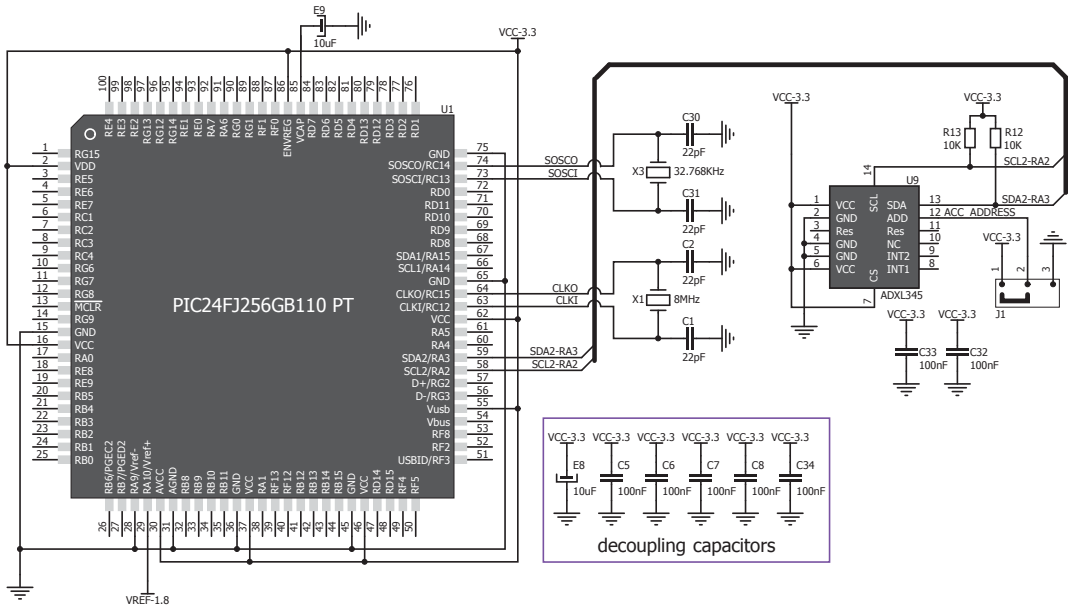 E9
10uF
VCC-3.3
100 99 98 97 96 95 94 93 92 91 90 89 88 87 86 85 84 83 82 81 80 79 78 77 76
RE4 RE3 RE2 RG13 RG12 RG14 RE1 RE0 RA7 RA6 RG0 RG1 RF1 RF0 ENVREG VCAP RD7 RD6 RD5 RD4 RD13 RD12 RD3 RD2 RD1
U1
PIC24FJ256GB110 PT
1 RG15
2 VDD
3 RE5
4 RE6
5 RE7
6 RC1
7 RC2
8 RC3
9 RC4
10 RG6
11 RG7
12 RG8
13 MCLR
14 RG9
15 GND
16 VCC
17 RA0
18 RE8
19 RE9
20 RB5
21 RB4
22 RB3
23 RB2
24 RB1
25 RB0
GND 75
SOSCO/RC14 74
SOSCI/RC13 73
RD0 72
RD11 71
RD10 70
RD9 69
RD8 68
SDA1/RA15 67
SCL1/RA14 66
GND 65
CLKO/RC15 64
CLKI/RC12 63
VCC 62
RA5 61
RA4 60
SDA2/RA3 59
SCL2/RA2 58
D+/RG2 57
D-/RG3 56
Vusb 55
Vbus 54
RF8 53
RF2 52
USBID/RF3 51
RB6/PGEC2 RB7/PGED2 RA9/Vref- RA10/Vref+ AVCC AGND RB8 RB9 RB10 RB11 GND VCC RA1 RF13 RF12 RB12 RB13 RB14 RB15 GND VCC RD14 RD15 RF4 RF5
26 27 28 29 30 31 32 33 34 35 36 37 38 39 40 41 42 43 44 45 46 47 48 49 50
VREF-1.8
SOSCO
SOSCI
CLKO
CLKI
SDA2-RA3
SCL2-RA2
C30
22pF
X3
32.768KHz
C31
22pF
C2
22pF
X1
8MHz
C1
22pF
VCC-3.3
VCC-3.3
R13
10K
R12
10K
SCL2-RA2
14
U9
SCL
1 VCC
2 GND
3 Res
4 GND
5 GND
6 VCC
SDA 13
ADD 12
Res 11
NC 10
INT2 9
INT1 8
CS
7
ADXL345
SDA2-RA3
ACC ADDRESS
VCC-3.3
1 2 3
J1
VCC-3.3
C33
100nF
VCC-3.3
C32
100nF
VCC-3.3 VCC-3.3 VCC-3.3 VCC-3.3 VCC-3.3 VCC-3.3
E8 C5 C6 C7 C8 C34
10uF 100nF 100nF 100nF 100nF 100nF
decoupling capacitors